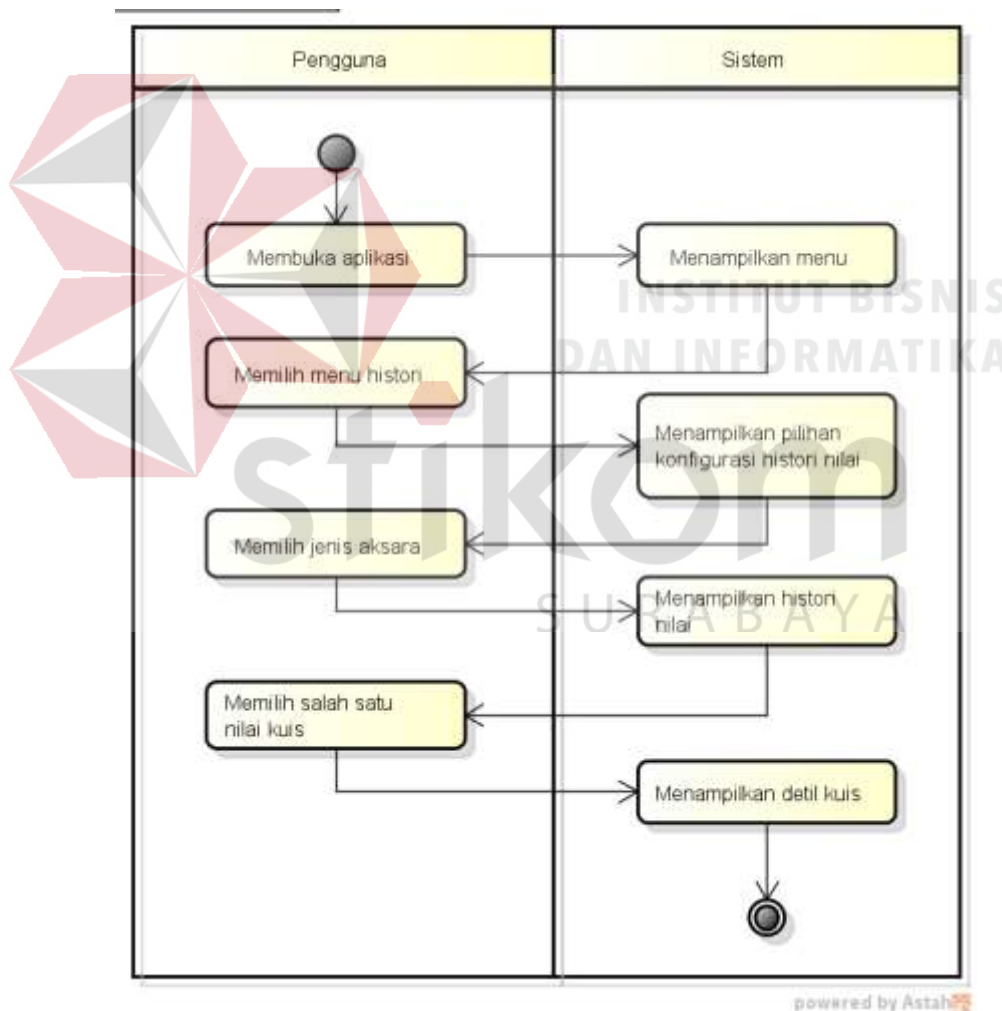 Pengguna
Sistem
Membuka aplikasi
Menampilkan menu
INSTITUT BISNIS
DAN INFORMATIKA
Memilih menu histori
Menampilkan pilihan
konfigurasi histori nilai
stikom
Memilih jenis aksara
Menampilkan histori
nilai
SURABAYA
Memilih salah satu
nilai kuis
Menampilkan detil kuis
powered by Astah